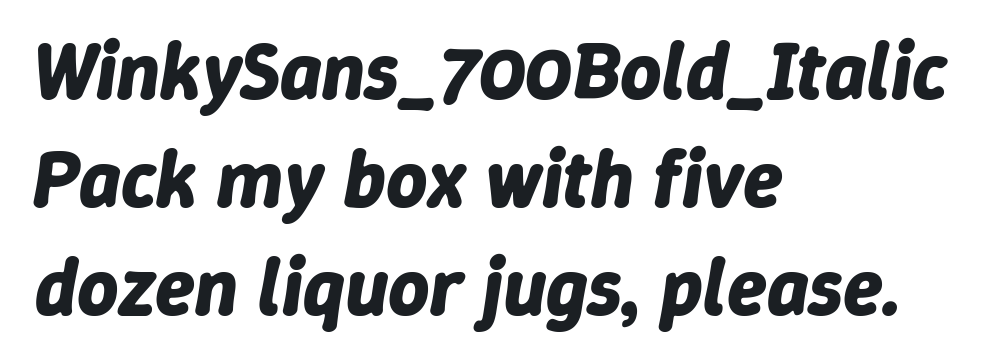 WinkySans_700Bold_Italic
Pack my box with five
dozen liquor jugs, please.